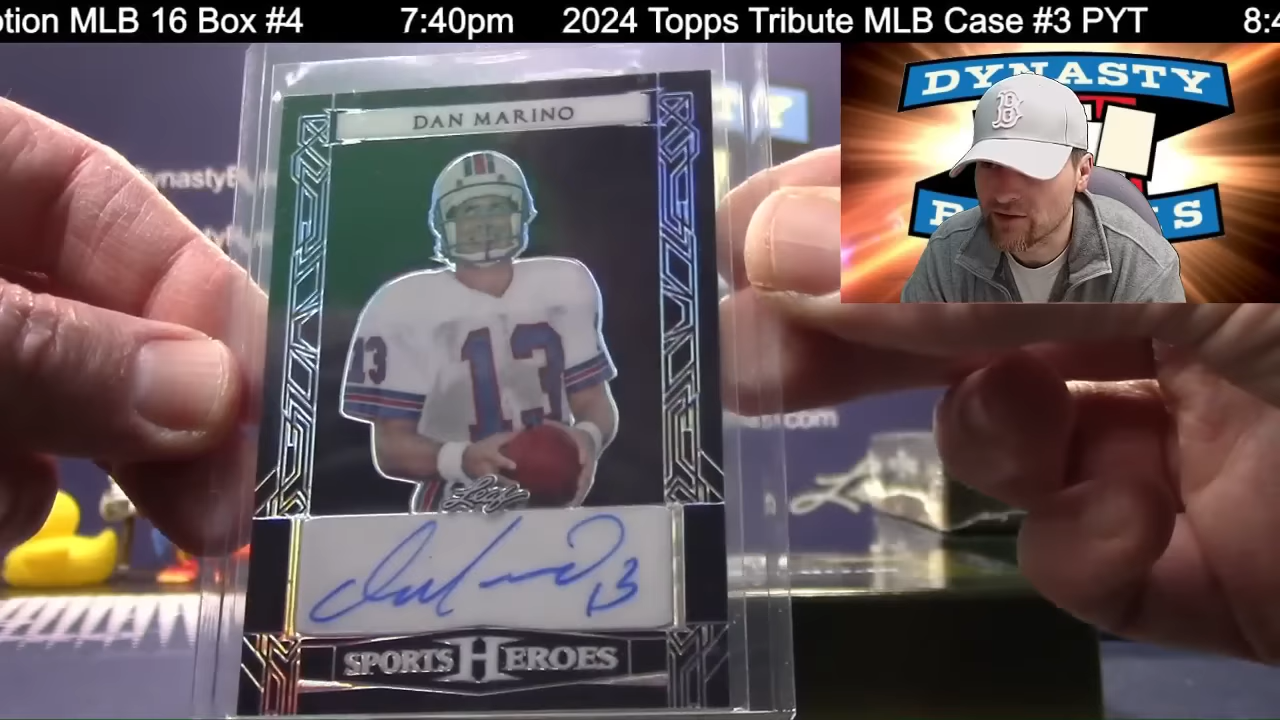 otion MLB 16 Box #4 7:40pm 2024 Topps Tribute MLB Case #3 PYT 8:4
DYNASTY
B
S
DAN MARINO
13
13
Leaf
13
SPORTS HEROES